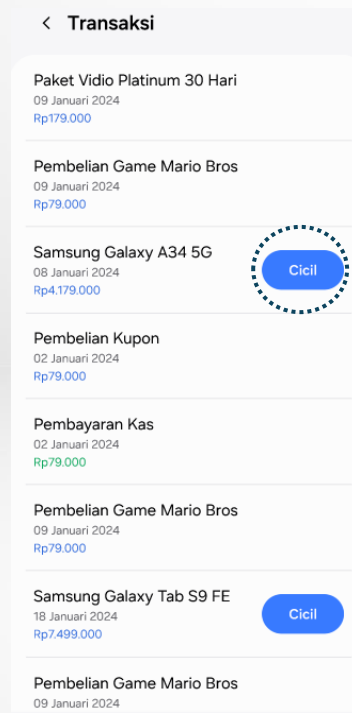 Transaksi
Paket Vidio Platinum 30 Hari
09 Januari 2024
Rp179.000
Pembelian Game Mario Bros
09 Januari 2024
Rp79.000
Samsung Galaxy A34 5G
08 Januari 2024
Rp4.179.000
Cicil
Pembelian Kupon
02 Januari 2024
Rp79.000
Pembayaran Kas
02 Januari 2024
Rp79.000
Pembelian Game Mario Bros
09 Januari 2024
Rp79.000
Samsung Galaxy Tab S9 FE
18 Januari 2024
Rp7.499.000
Cicil
Pembelian Game Mario Bros
09 Januari 2024